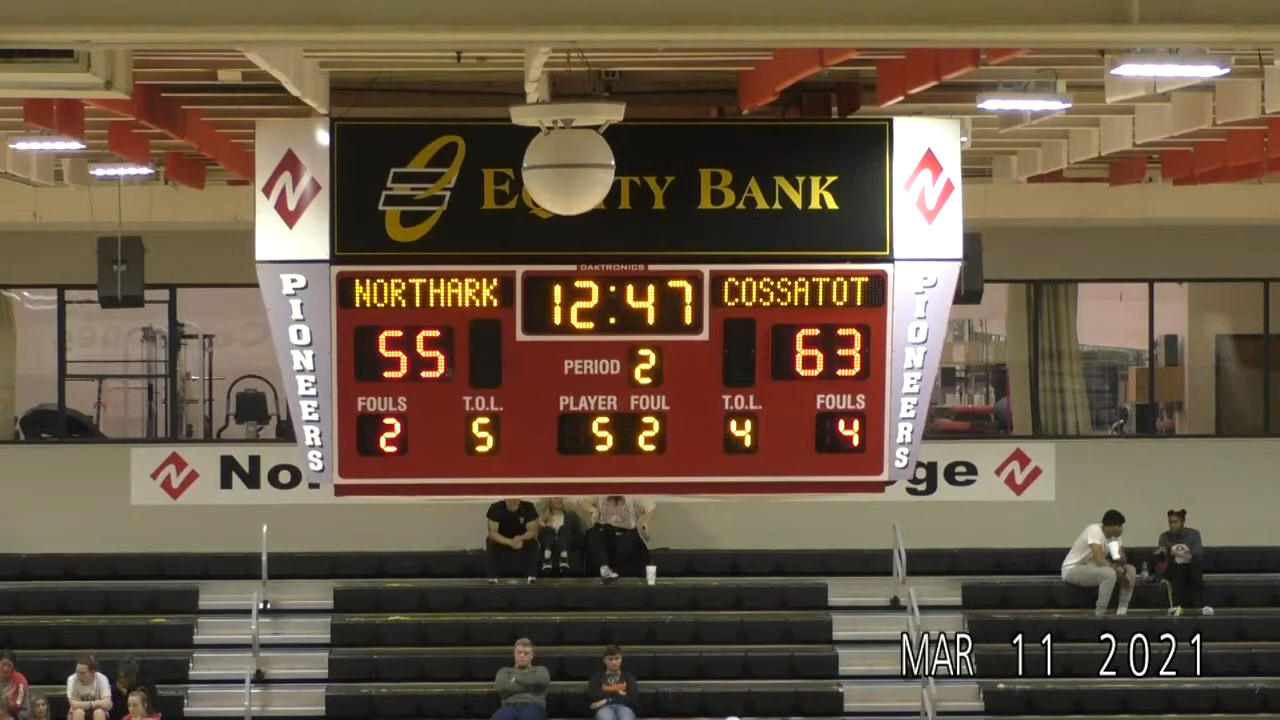 EQUITY BANK
PIONEERS
PIONEERS
DAKTRONICS
NORTHARK
12:47
COSSATOT
55
PERIOD 2
63
FOULS
T.O.L.
PLAYER FOUL
T.O.L.
FOULS
2
5
5 2
4
4
No
ge
MAR 11 2021